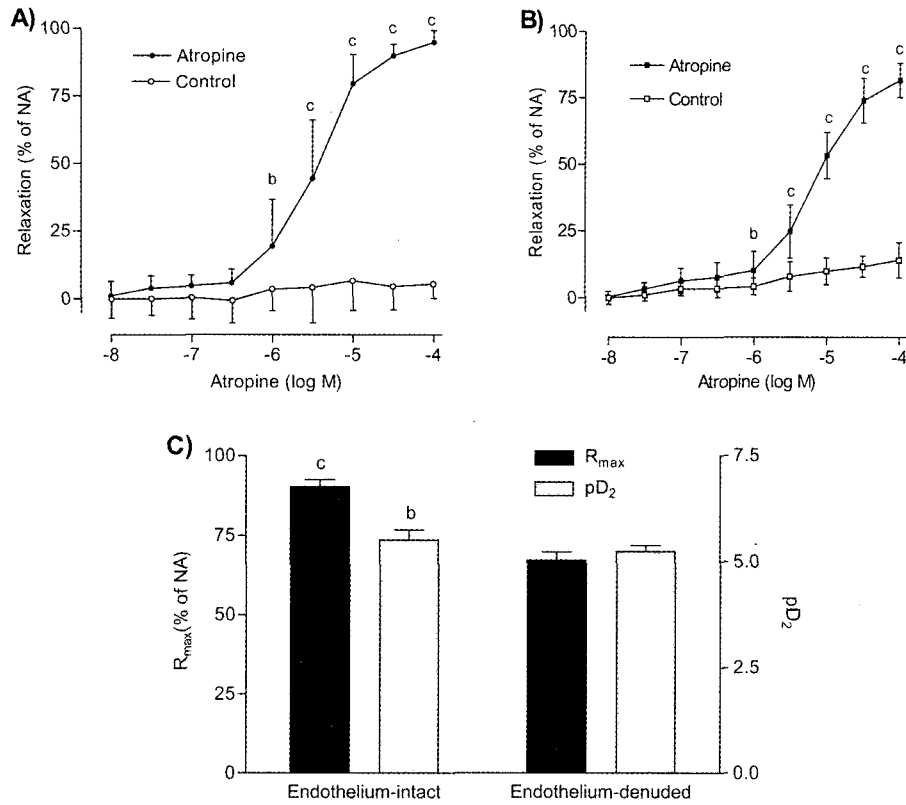 A)
Atropine
Control
Relaxation (% of NA)
100
75
50
25
0
b
c
c
c
c
-8
-7
-6
-5
-4
Atropine (log M)
B)
Atropine
Control
Relaxation (% of NA)
100
75
50
25
0
b
c
c
c
c
-8
-7
-6
-5
-4
Atropine (log M)
C)
Rmax
pD2
Rmax(% of NA)
100
75
50
25
0
c
b
7.5
5.0
2.5
0.0
pD2
Endothelium-intact
Endothelium-denuded